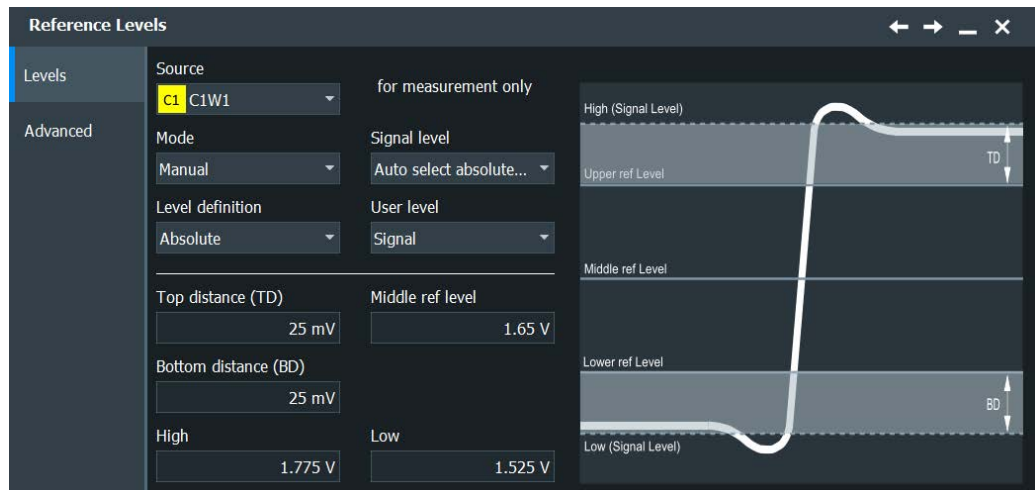 Reference Levels
Levels
Advanced
Source
C1 C1W1
for measurement only
Mode
Manual
Signal level
Auto select absolute...
Level definition
Absolute
User level
Signal
Top distance (TD)
25 mV
Middle ref level
1.65 V
Bottom distance (BD)
25 mV
High
1.775 V
Low
1.525 V
High (Signal Level)
TD
Upper ref Level
Middle ref Level
Lower ref Level
BD
Low (Signal Level)